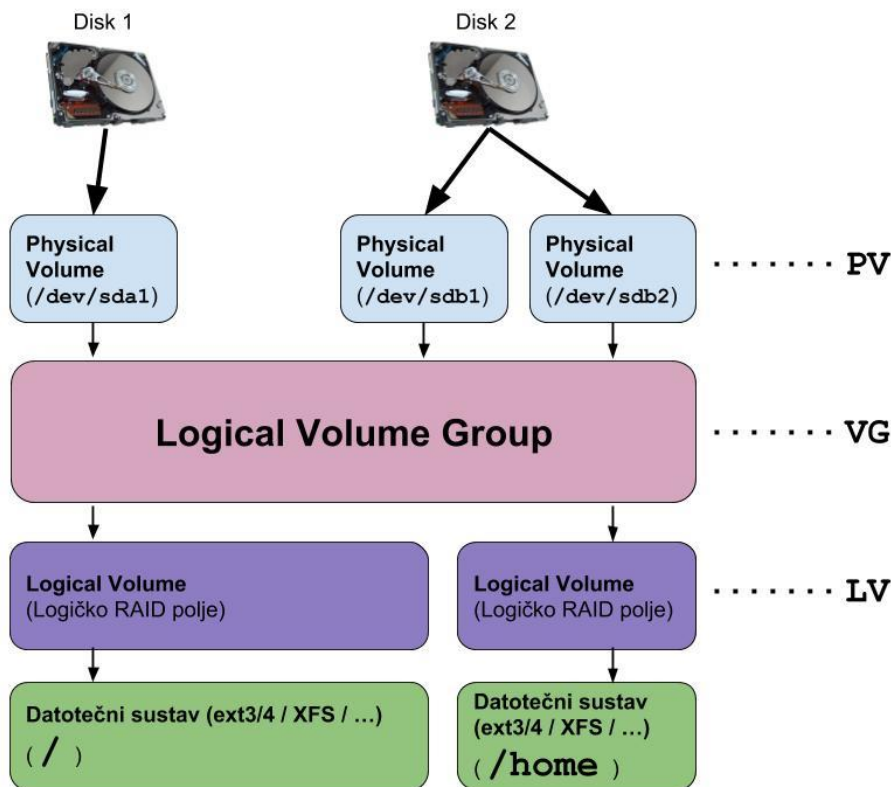 Disk 1
Disk 2
Physical
Volume
(/dev/sda1)
Physical
Volume
(/dev/sdb1)
Physical
Volume
(/dev/sdb2)
....... PV
Logical Volume Group
....... VG
Logical Volume
(Logičko RAID polje)
Logical Volume
(Logičko RAID polje)
....... LV
Datotečni sustav (ext3/4 / XFS / ...)
( / )
Datotečni sustav
(ext3/4 / XFS / ...)
( /home )